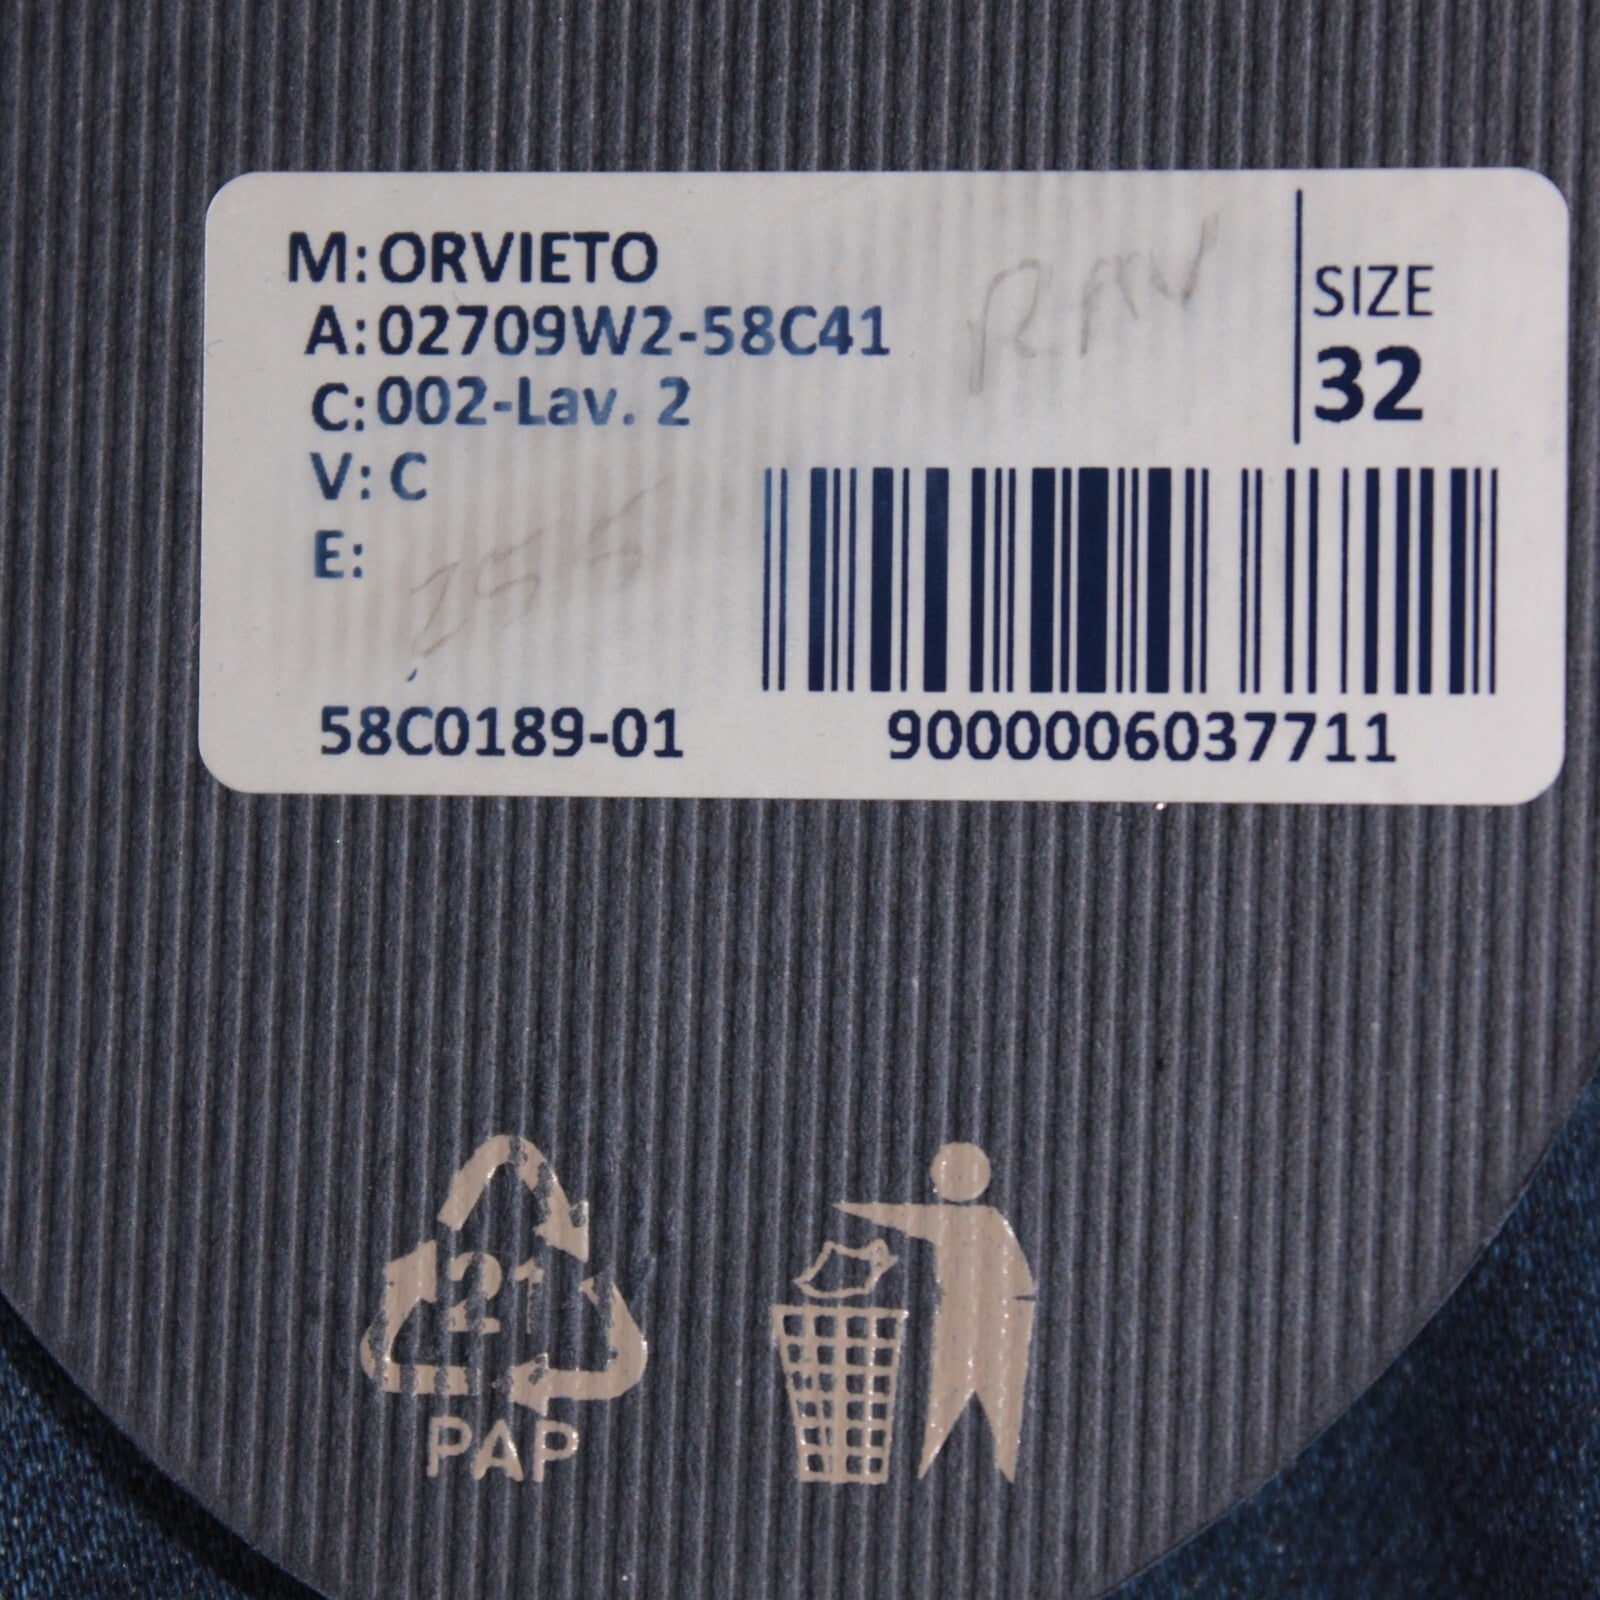 M: ORVIETO
A: 02709W2-58C41
C: 002-Lav. 2
V: C
E:
SIZE
32
58C0189-01
9000006037711
21
PAP